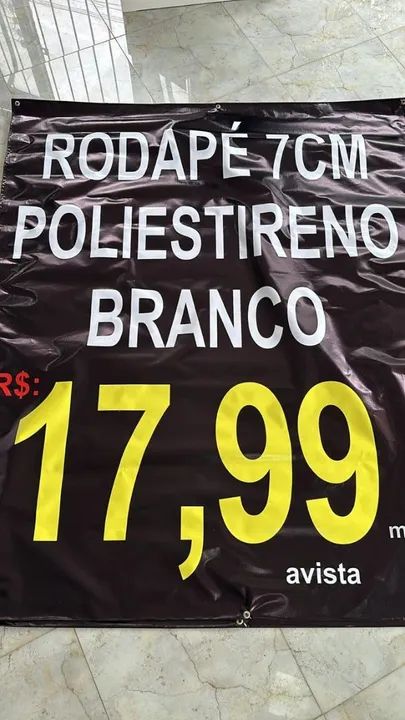 RODAPÉ 7CM
POLIESTIRENO
BRANCO
R$: 17,99 m
avista